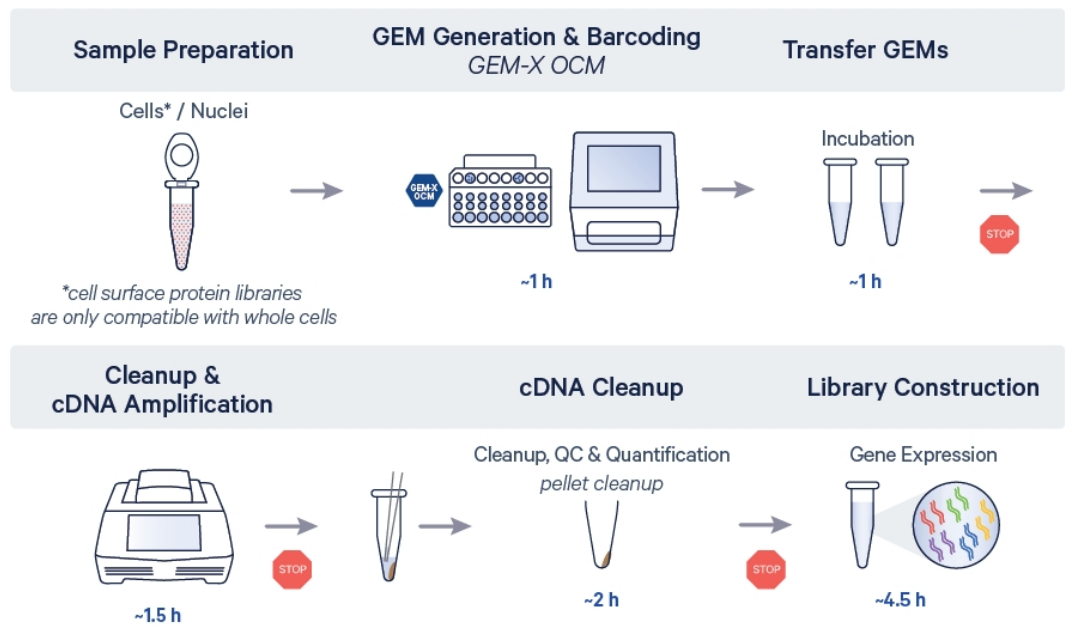 Sample Preparation
GEM Generation & Barcoding
GEM-X OCM
Transfer GEMs
Cells* / Nuclei
Incubation
GEM-X
OCM
STOP
~1 h
~1 h
*cell surface protein libraries
are only compatible with whole cells
Cleanup &
cDNA Amplification
cDNA Cleanup
Library Construction
Cleanup, QC & Quantification
pellet cleanup
Gene Expression
STOP
STOP
~1.5 h
~2 h
~4.5 h